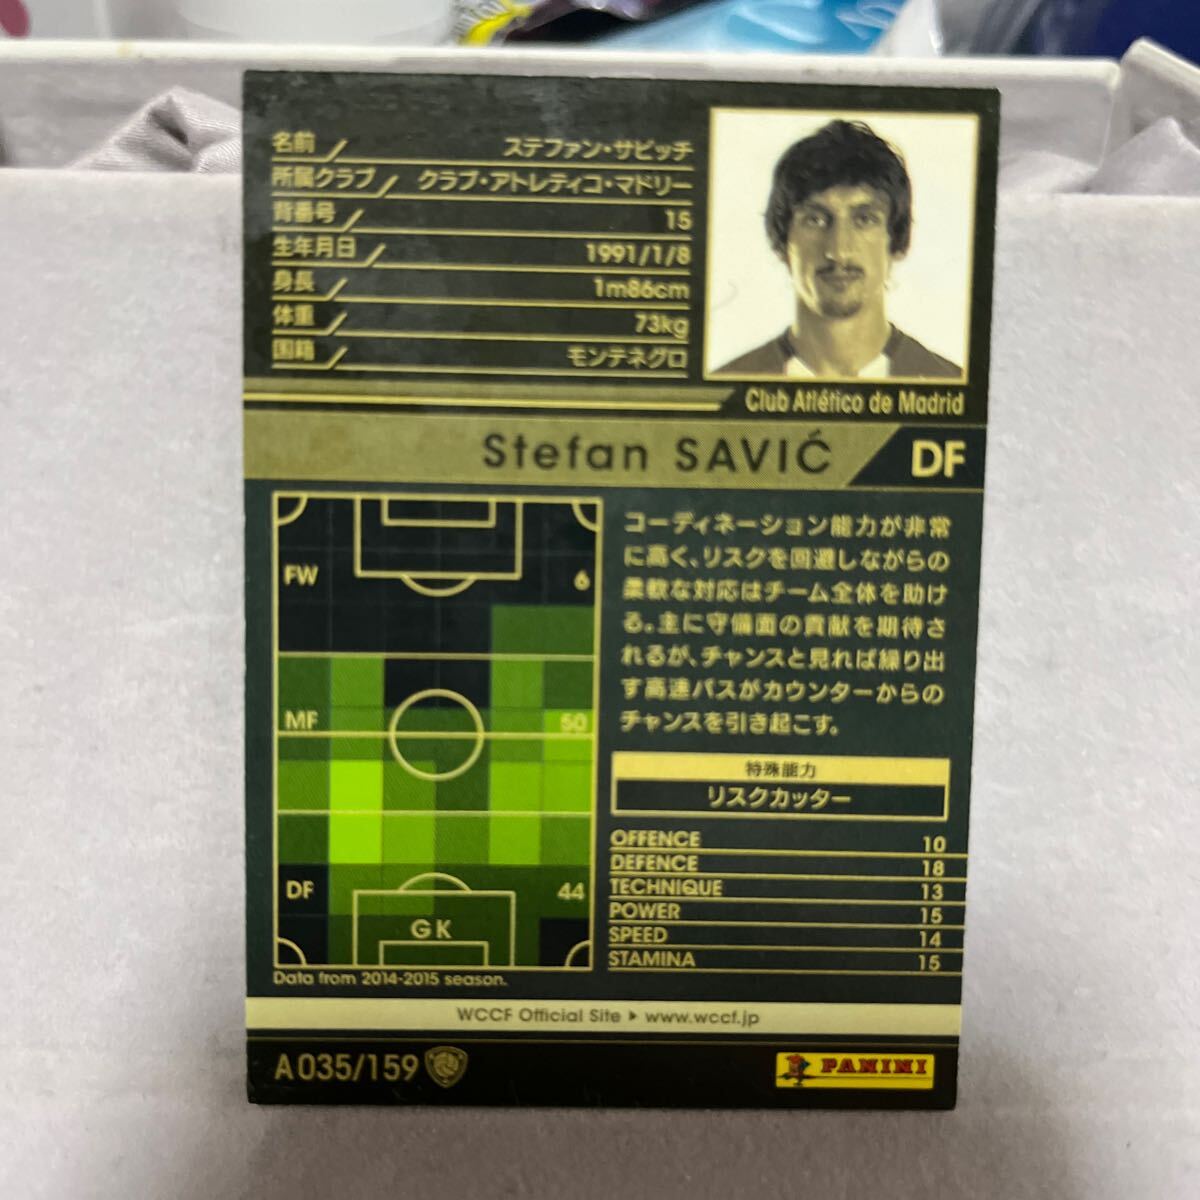 名前 ステファン・サビッチ
所属クラブ クラブ・アトレティコ・マドリー
背番号 15
生年月日 1991/1/8
身長 1m86cm
体重 73kg
国籍 モンテネグロ
Club Atlético de Madrid
Stefan SAVIĆ DF
FW 6
MF 50
DF 44
GK
Data from 2014-2015 season.
コーディネーション能力が非常
に高く、リスクを回避しながらの
柔軟な対応はチーム全体を助け
る。主に守備面の貢献を期待さ
れるが、チャンスと見れば繰り出
す高速パスがカウンターからの
チャンスを引き起こす。
特殊能力
リスクカッター
OFFENCE 10
DEFENCE 18
TECHNIQUE 13
POWER 15
SPEED 14
STAMINA 15
WCCF Official Site ▶ www.wccf.jp
A035/159
PANINI